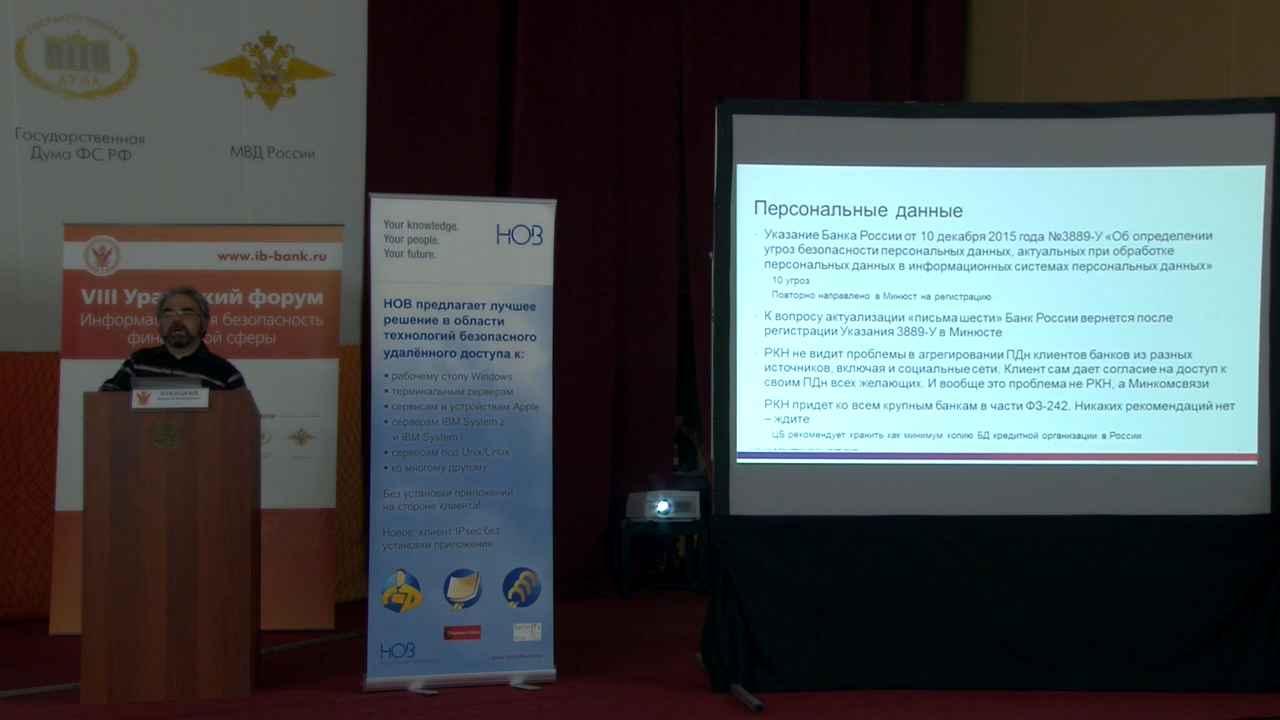 ГОСУДАРСТВЕННАЯ
ДУМА
Государственная
Дума ФС РФ
МВД России
www.ib-bank.ru
VIII Ура ский форум
Информа я безопасность
фина ой сферы
ЛУКАЦКИЙ
Your knowledge.
Your people.
Your future.
HOB
НОВ предлагает лучшее
решение в области
технологий безопасного
удалённого доступа к:
• рабочему столу Windows
• терминальным серверам
• сервисам и устройствам Apple
• серверам IBM System z
и IBM System i
• серверам под Unix/Linux
• ко многому другому
Без установки приложений
на стороне клиента!
Новое: клиент IPsec без
установки приложения
HOB
Персональные данные
Указание Банка России от 10 декабря 2015 года №3889-У «Об определении
угроз безопасности персональных данных, актуальных при обработке
персональных данных в информационных системах персональных данных»
10 угроз
Повторно направлено в Минюст на регистрацию
К вопросу актуализации «письма шести» Банк России вернется после
регистрации Указания 3889-У в Минюсте
РКН не видит проблемы в агрегировании ПДн клиентов банков из разных
источников, включая и социальные сети. Клиент сам дает согласие на доступ к
своим ПДн всех желающих. И вообще это проблема не РКН, а Минкомсвязи
РКН придет ко всем крупным банкам в части ФЗ-242. Никаких рекомендаций нет
– ждите
ЦБ рекомендует хранить как минимум копию БД кредитной организации в России